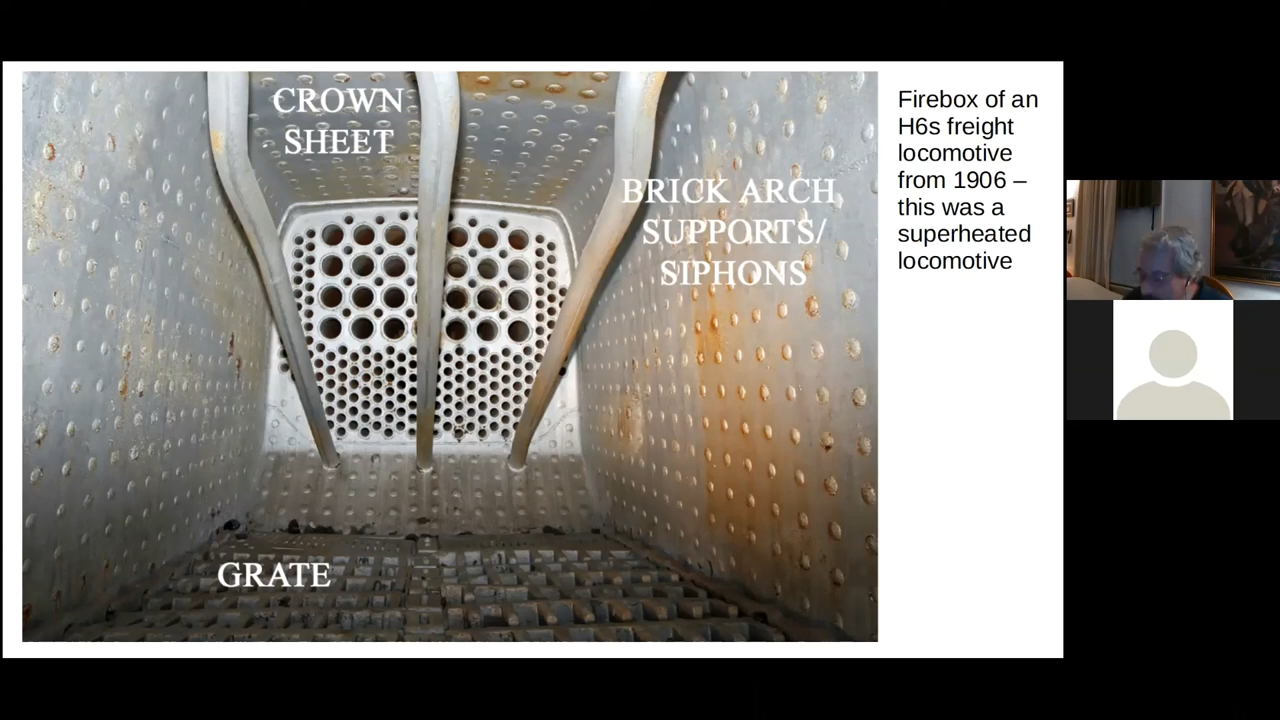 CROWN
SHEET
BRICK ARCH
SUPPORTS/
SIPHONS
GRATE
Firebox of an
H6s freight
locomotive
from 1906 –
this was a
superheated
locomotive